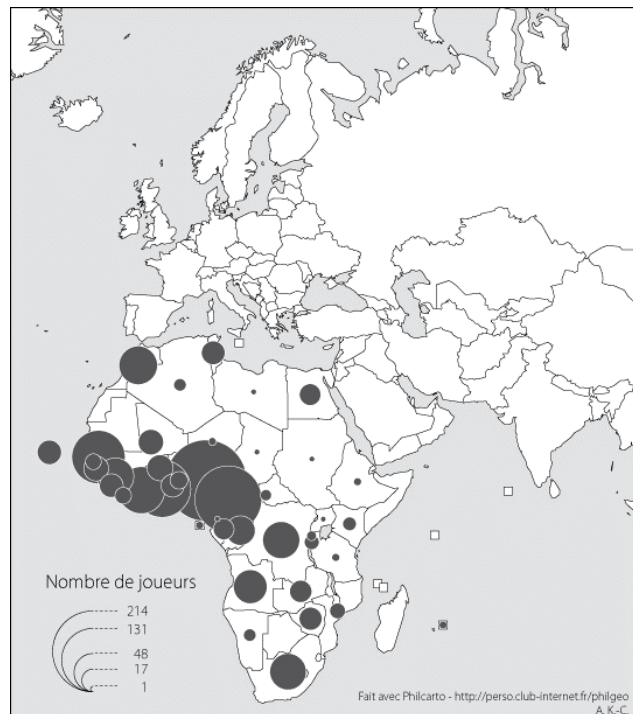 Nombre de joueurs
214
131
48
17
1
Fait avec Philcarto - http://perso.club-internet.fr/philgeo
A. K.-C.